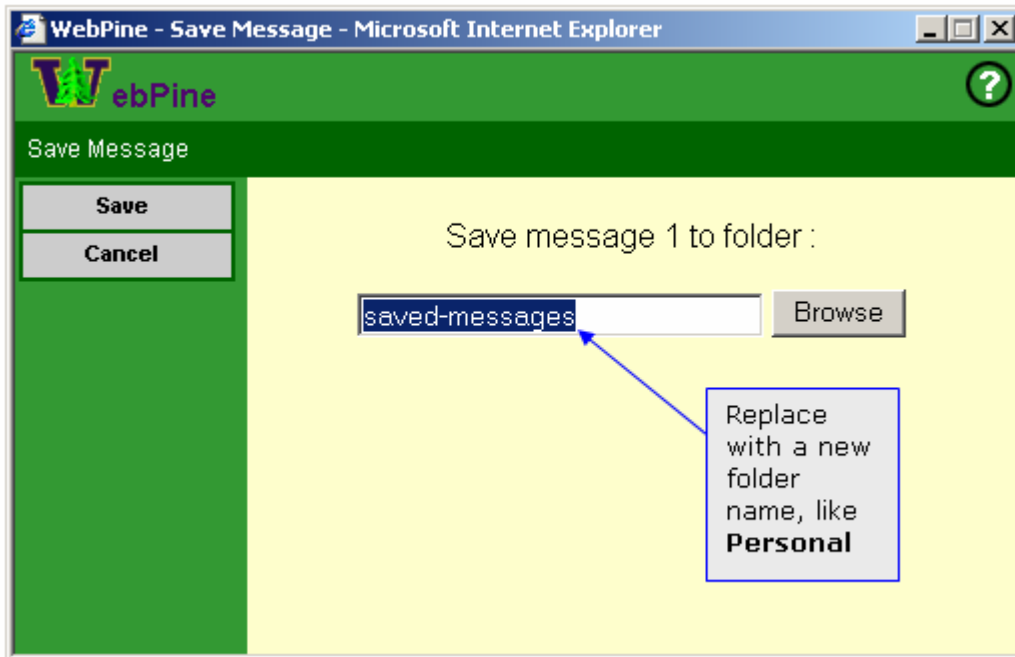 WebPine - Save Message - Microsoft Internet Explorer
WebPine
?
Save Message
Save
Cancel
Save message 1 to folder :
saved-messages
Browse
Replace
with a new
folder
name, like
Personal